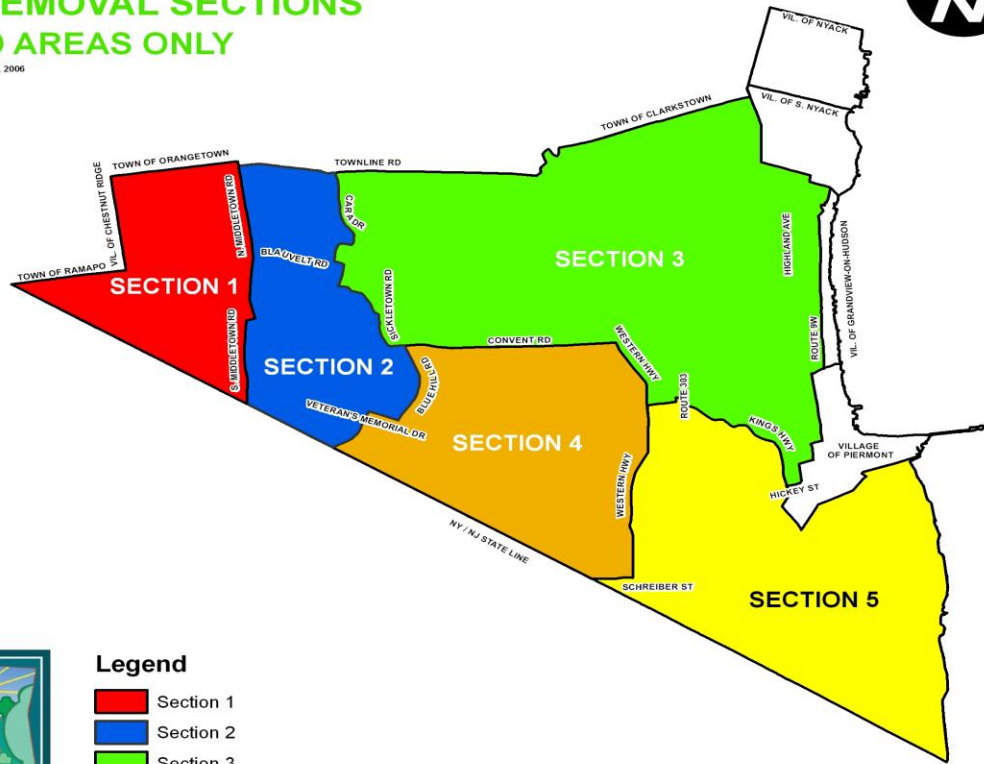 EMOVAL SECTIONS
AREAS ONLY
2006
N
VIL. OF NYACK
VIL. OF S. NYACK
TOWN OF CLARKSTOWN
TOWN OF ORANGETOWN
TOWNLINE RD
VIL. OF CHESTNUT RIDGE
N. MIDDLETOWN RD
CARA DR
HIGHLAND AVE
VIL. OF GRANDVIEW-ON-HUDSON
BLAUVELT RD
SECTION 3
TOWN OF RAMAPO
SECTION 1
SICKLETOWN RD
ROUTE 9W
S. MIDDLETOWN RD
CONVENT RD
WESTERN HWY
SECTION 2
BLUEHILL RD
ROUTE 303
VETERAN'S MEMORIAL DR
KINGS HWY
SECTION 4
VILLAGE
OF PIERMONT
WESTERN HWY
HICKEY ST
NY / NJ STATE LINE
SCHREIBER ST
SECTION 5
Legend
Section 1
Section 2
Section 3